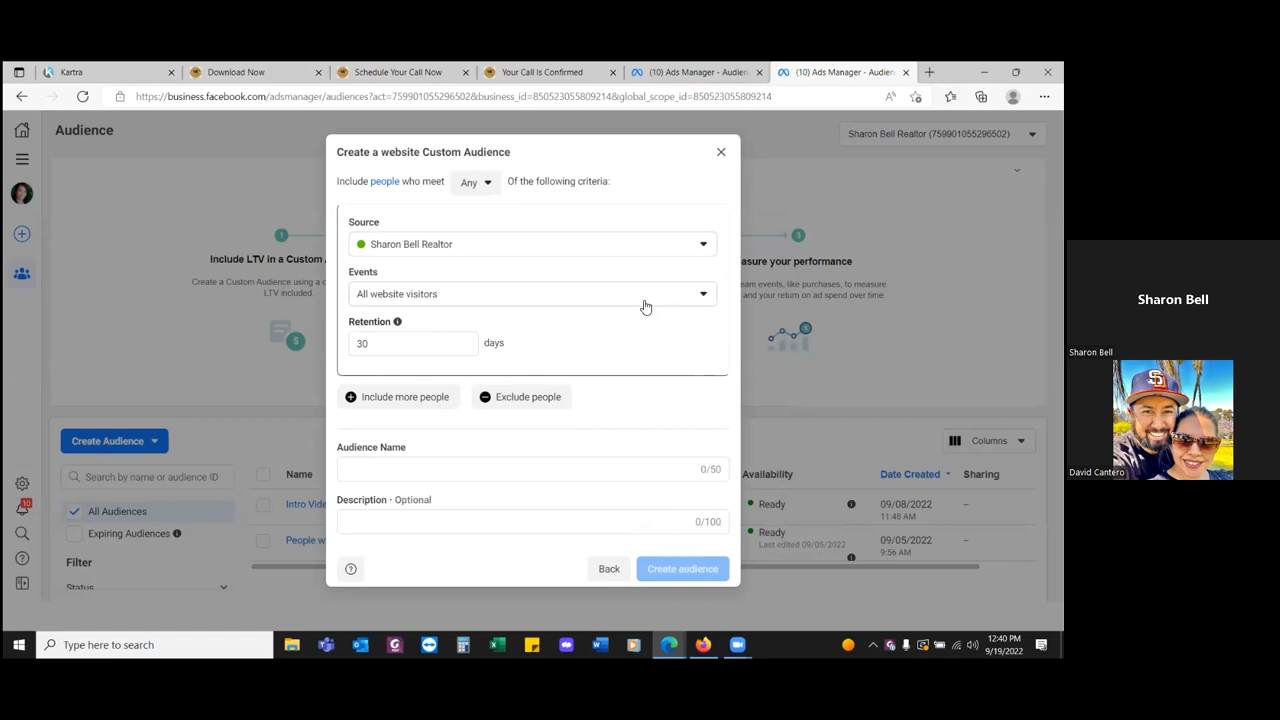 Kartra
Download Now
Schedule Your Call Now
Your Call Is Confirmed
(10) Ads Manager - Audien
(10) Ads Manager - Audien
https://business.facebook.com/adsmanager/audiences?act=759901055296502&business_id=850523055809214&global_scope_id=850523055809214
Audience
Sharon Bell Realtor (759901055296502)
Create a website Custom Audience
Include people who meet Any Of the following criteria:
Source
Sharon Bell Realtor
Events
All website visitors
Retention
30 days
Include more people
Exclude people
Audience Name
0/50
Description · Optional
0/100
Back
Create audience
1
Include LTV in a Custom A
Create a Custom Audience using a c
LTV included.
3
asure your performance
eam events, like purchases, to measure
and your return on ad spend over time.
Create Audience
Columns
Search by name or audience ID
Name
Availability
Date Created
Sharing
All Audiences
Intro Vide
Ready
09/08/2022
11:48 AM
–
Expiring Audiences
People w
Ready
Last edited 09/05/2022
09/05/2022
9:56 AM
–
Filter
Status
10
Type here to search
12:40 PM
9/19/2022
Sharon Bell
Sharon Bell
David Cantero